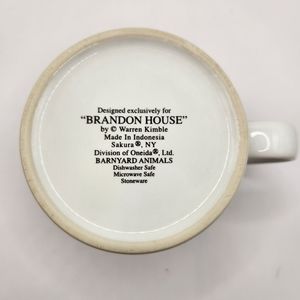 Designed exclusively for
"BRANDON HOUSE"
by © Warren Kimble
Made In Indonesia
Sakura®, NY
Division of Oneida®, Ltd.
BARNYARD ANIMALS
Dishwasher Safe
Microwave Safe
Stoneware